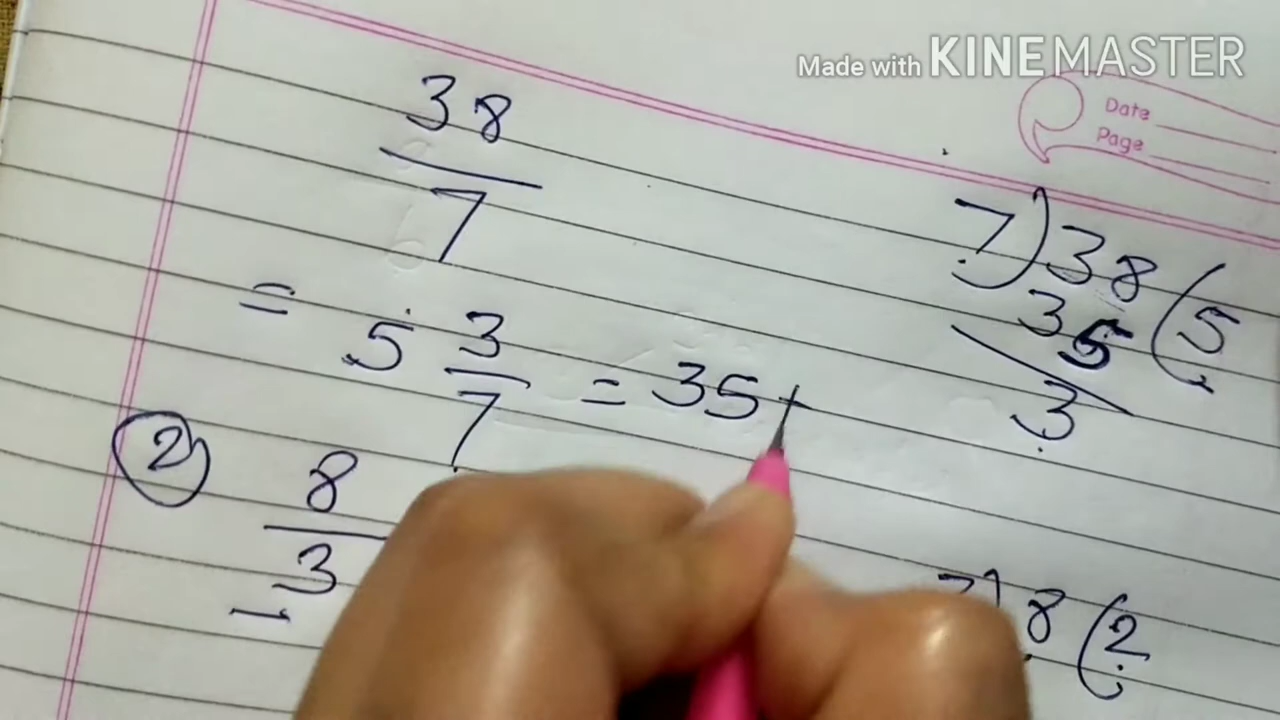 Made with KINEMASTER
Date
Page
38
7
7)38(5
35
3
= 5 3/7 = 35+
2
8
3
8(2